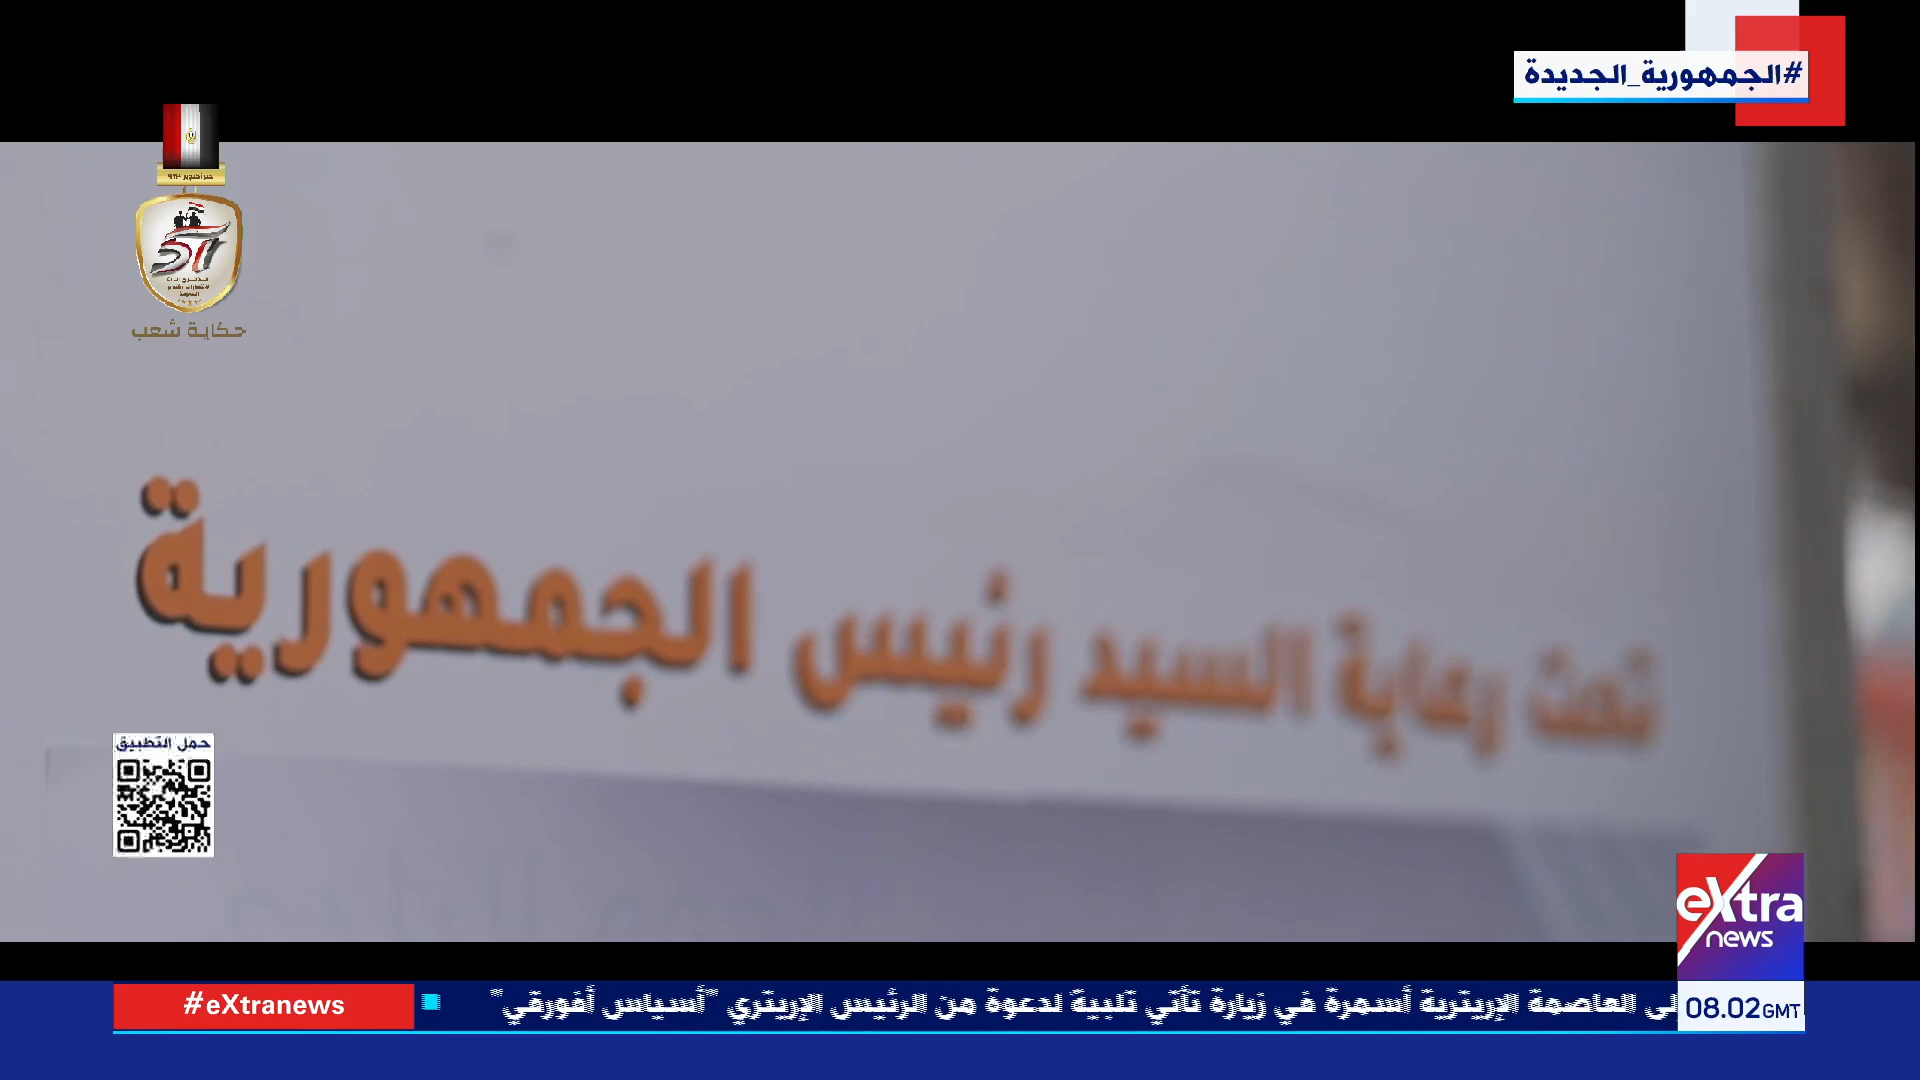 #الجمهورية_الجديدة
حكاية شعب
تحت رعاية السيد رئيس الجمهورية
حمل التطبيق
eXtra
news
#eXtranews
لى العاصمة الإريترية أسمرة في زيارة تأتي تلبية لدعوة من الرئيس الإريتري "أسياس أفورقي"
08.02GMT